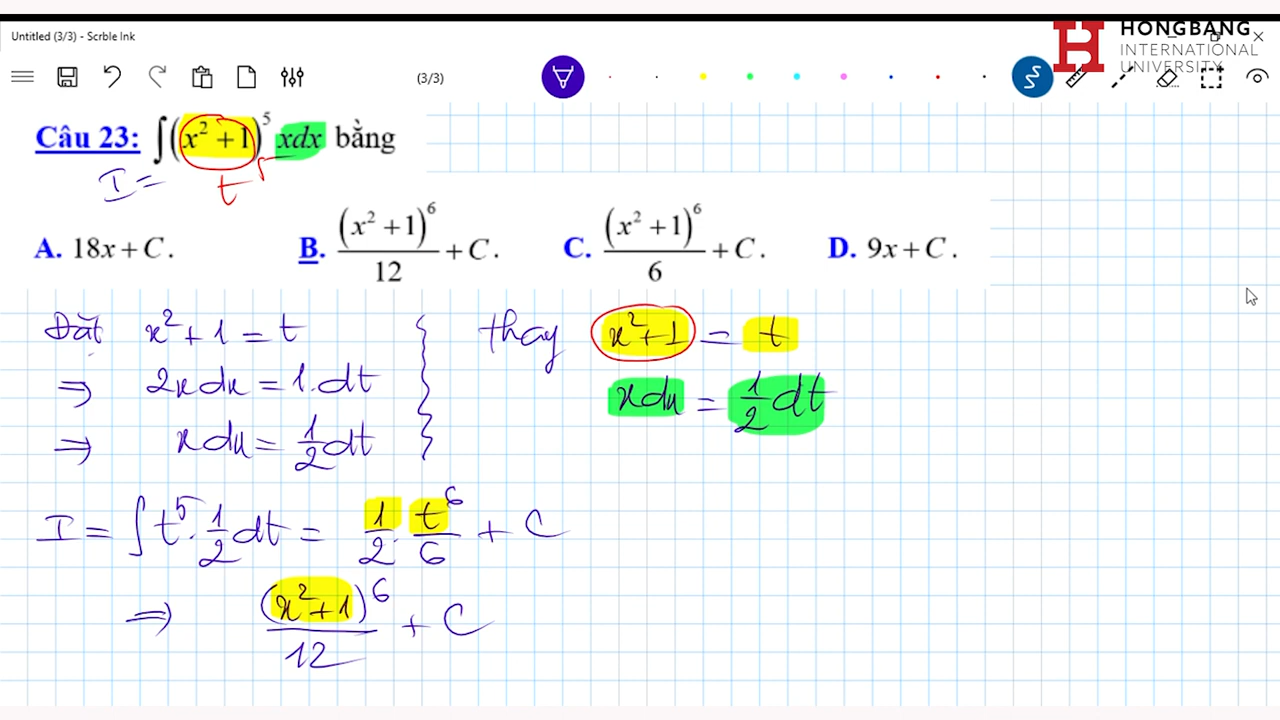 Untitled (3/3) - Scrble Ink
HONGBANG
INTERNATIONAL
UNIVERSITY
(3/3)
Câu 23: ∫(x² + 1)⁵ xdx bằng
I = t⁵
A. 18x + C. B. (x² + 1)⁶/12 + C. C. (x² + 1)⁶/6 + C. D. 9x + C.
Đặt x² + 1 = t } thay x² + 1 = t
⇒ 2xdx = 1.dt xdx = 1/2 dt
⇒ xdx = 1/2 dt
I = ∫ t⁵ · 1/2 dt = 1/2 · t⁶/6 + C
⇒ (x² + 1)⁶/12 + C